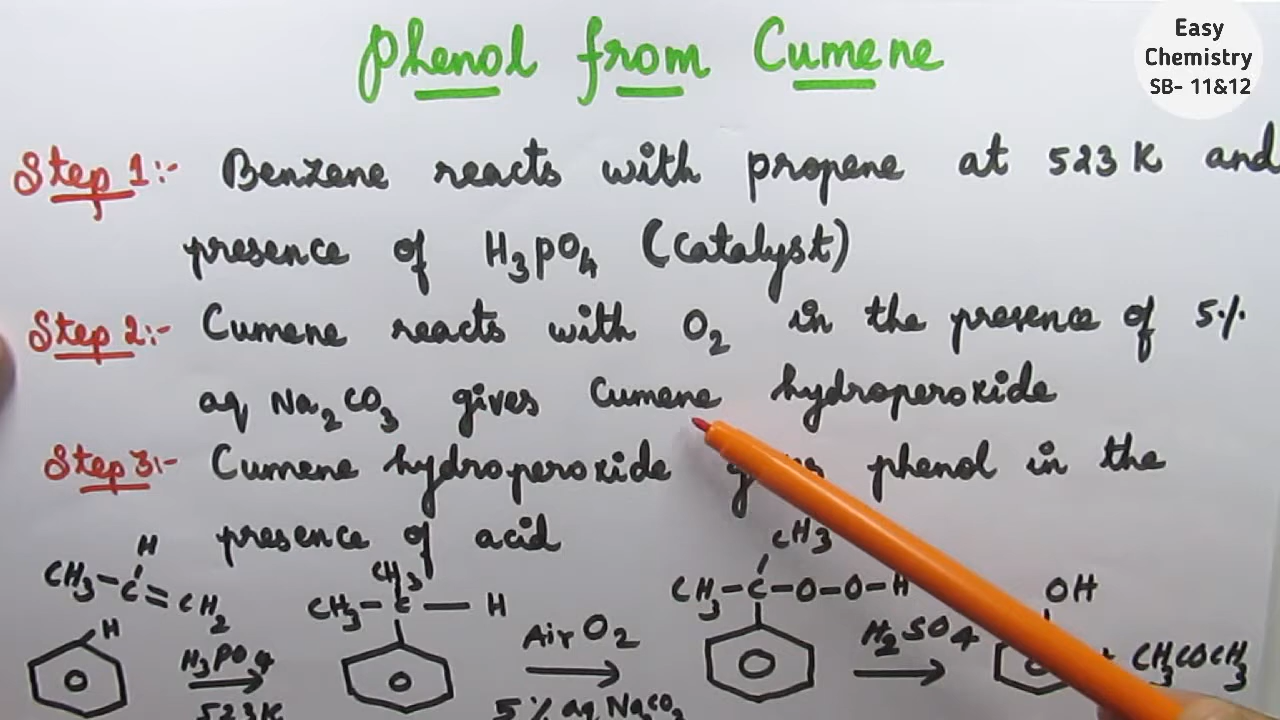 Easy
Chemistry
SB- 11&12
Phenol from Cumene
Step 1:- Benzene reacts with propene at 523 K and
presence of H3PO4 (Catalyst)
Step 2:- Cumene reacts with O2 in the presence of 5%
aq Na2CO3 gives Cumene hydroperoxide
Step 3:- Cumene hydroperoxide gives phenol in the
presence of acid
H
CH3-C=CH2
H
H3PO4
523K
CH3
CH3-C-H
Air O2
5% aq Na2CO3
CH3
CH3-C-O-O-H
H2SO4
OH
+ CH3COCH3